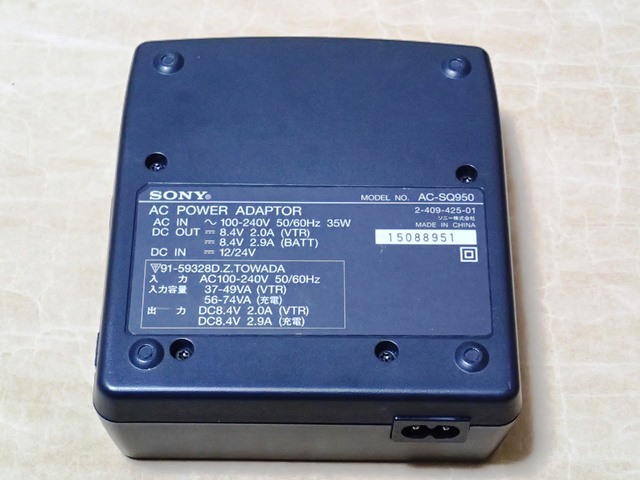 SONY®
MODEL NO. AC-SQ950
AC POWER ADAPTOR
2-409-425-01
AC IN ～ 100-240V 50/60Hz 35W
ソニー株式会社
DC OUT ⎓ 8.4V 2.0A (VTR)
MADE IN CHINA
⎓ 8.4V 2.9A (BATT)
15088951
DC IN ⎓ 12/24V
91-59328D.Z.TOWADA
入 力 AC100-240V 50/60Hz
入力容量 37-49VA (VTR)
56-74VA (充電)
出 力 DC8.4V 2.0A (VTR)
DC8.4V 2.9A (充電)